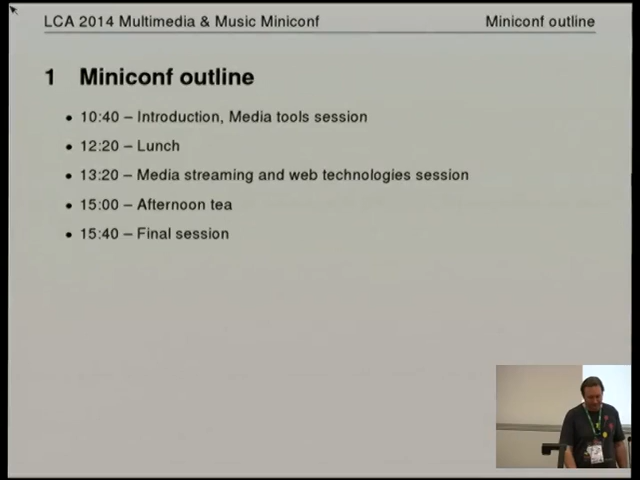 LCA 2014 Multimedia & Music Miniconf Miniconf outline
1 Miniconf outline
• 10:40 – Introduction, Media tools session
• 12:20 – Lunch
• 13:20 – Media streaming and web technologies session
• 15:00 – Afternoon tea
• 15:40 – Final session